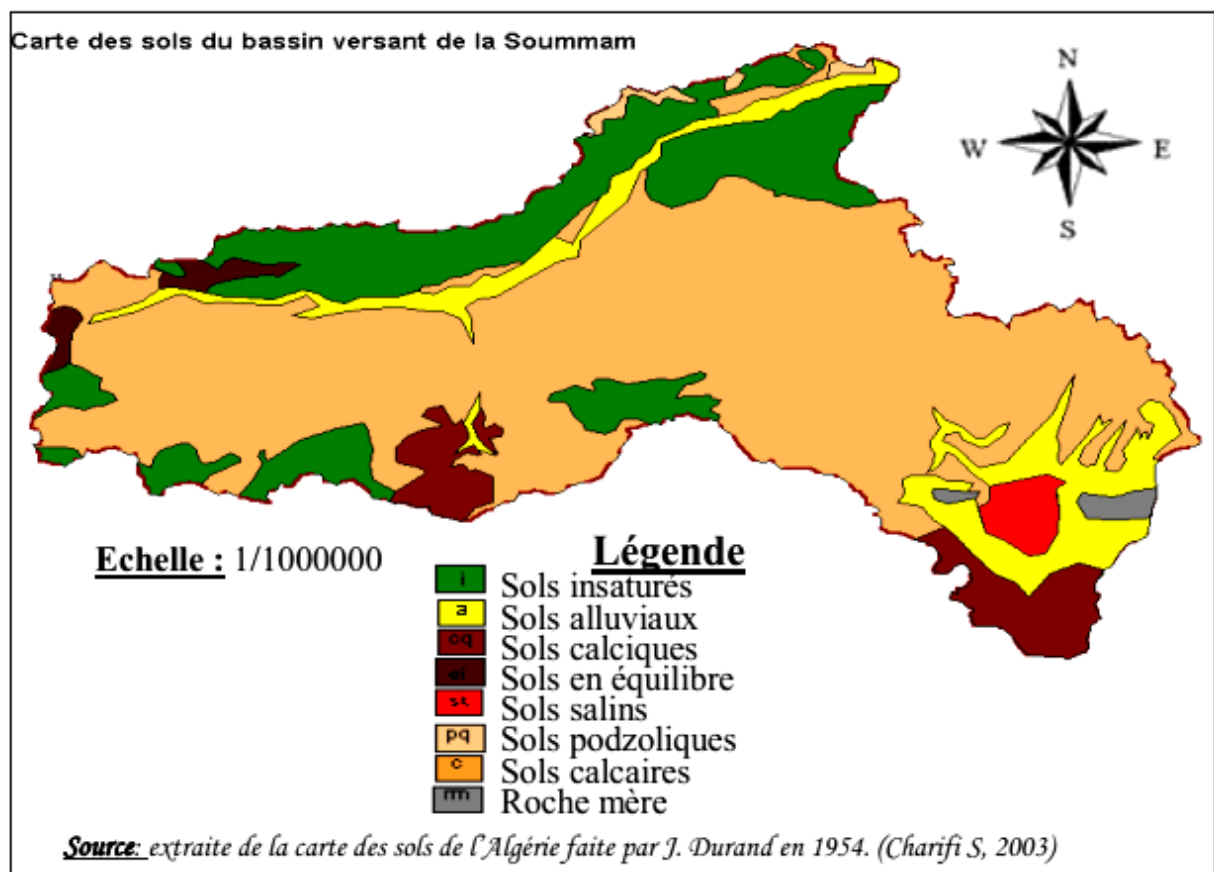 Carte des sols du bassin versant de la Soummam
N
W E
S
Echelle : 1/1000000
Légende
i Sols insaturés
a Sols alluviaux
cq Sols calciques
Sols en équilibre
Sols salins
pq Sols podzoliques
c Sols calcaires
Roche mère
Source: extraite de la carte des sols de l'Algérie faite par J. Durand en 1954. (Charifi S, 2003)